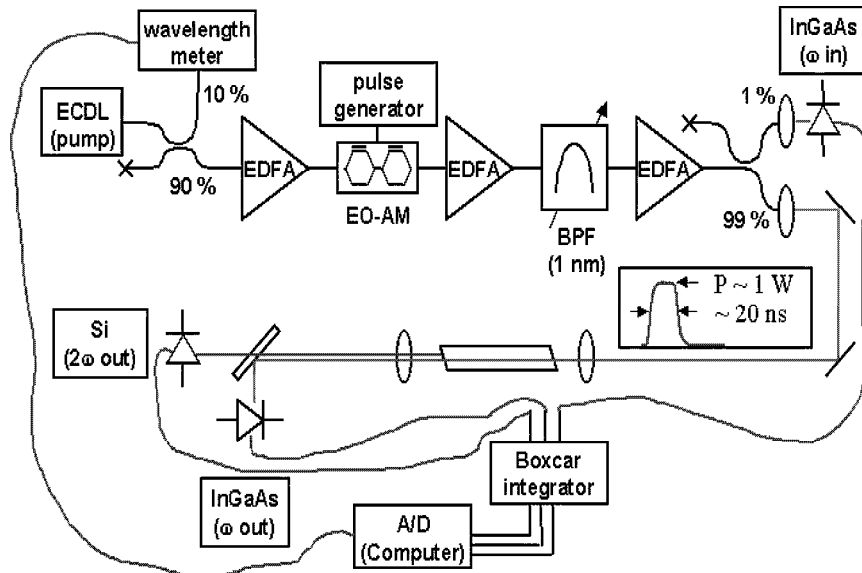 wavelength
meter
InGaAs
(ω in)
ECDL
(pump)
10 %
pulse
generator
1 %
90 %
EDFA
EO-AM
EDFA
BPF
(1 nm)
EDFA
99 %
P ~ 1 W
~ 20 ns
Si
(2ω out)
InGaAs
(ω out)
Boxcar
integrator
A/D
(Computer)